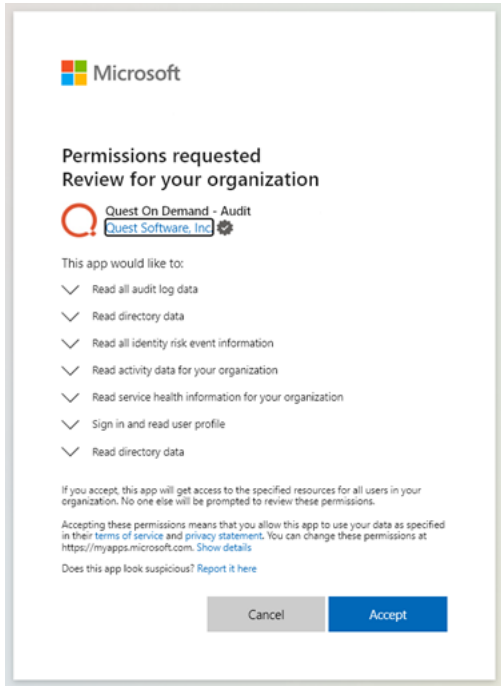 Microsoft
Permissions requested
Review for your organization
Quest On Demand - Audit
Quest Software, Inc
This app would like to:
Read all audit log data
Read directory data
Read all identity risk event information
Read activity data for your organization
Read service health information for your organization
Sign in and read user profile
Read directory data
If you accept, this app will get access to the specified resources for all users in your
organization. No one else will be prompted to review these permissions.
Accepting these permissions means that you allow this app to use your data as specified
in their terms of service and privacy statement. You can change these permissions at
https://myapps.microsoft.com. Show details
Does this app look suspicious? Report it here
Cancel
Accept